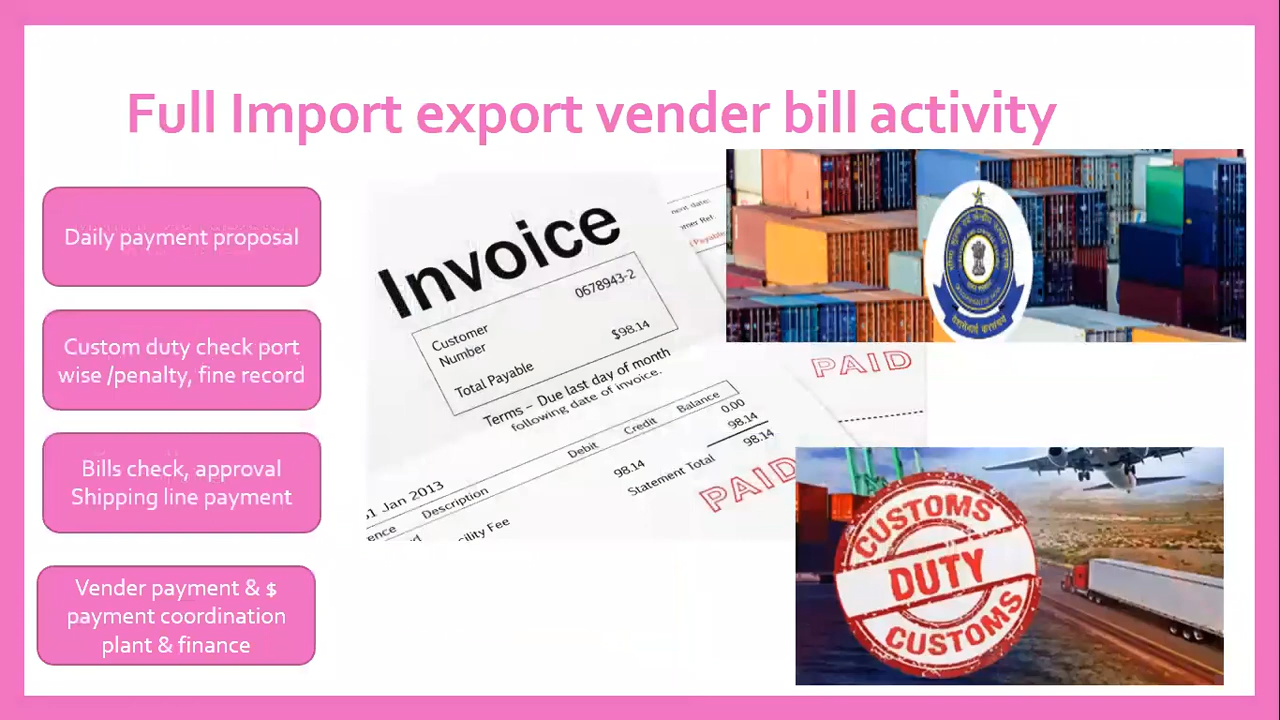 Full Import export vender bill activity
Daily payment proposal
Custom duty check port
wise /penalty, fine record
Bills check, approval
Shipping line payment
Vender payment & $
payment coordination
plant & finance
Invoice
0678943-2
Customer
Number
$98.14
Total Payable
Terms – Due last day of month
following date of invoice.
Debit Credit Balance
0.00
98.14
98.14 98.14
Statement Total
Jan 2013
Description
Fee
PAID
PAID
CUSTOMS
DUTY
CUSTOMS